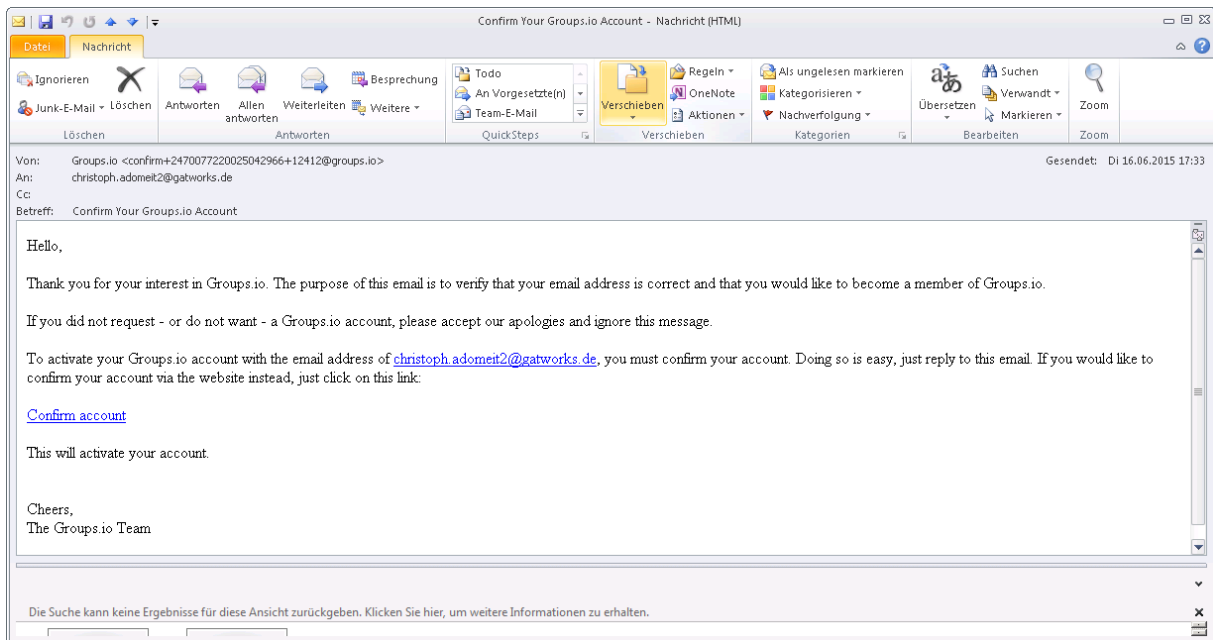 Confirm Your Groups.io Account - Nachricht (HTML)
Datei Nachricht
Ignorieren
Junk-E-Mail
Löschen
Löschen
Antworten
Allen
antworten
Weiterleiten
Besprechung
Weitere
Antworten
Todo
An Vorgesetzte(n)
Team-E-Mail
QuickSteps
Verschieben
Regeln
OneNote
Aktionen
Verschieben
Als ungelesen markieren
Kategorisieren
Nachverfolgung
Kategorien
Übersetzen
Suchen
Verwandt
Markieren
Bearbeiten
Zoom
Zoom
Von: Groups.io <confirm+2470077220025042966+12412@groups.io> Gesendet: Di 16.06.2015 17:33
An: christoph.adomeit2@gatworks.de
Cc:
Betreff: Confirm Your Groups.io Account
Hello,
Thank you for your interest in Groups.io. The purpose of this email is to verify that your email address is correct and that you would like to become a member of Groups.io.
If you did not request - or do not want - a Groups.io account, please accept our apologies and ignore this message.
To activate your Groups.io account with the email address of christoph.adomeit2@gatworks.de, you must confirm your account. Doing so is easy, just reply to this email. If you would like to
confirm your account via the website instead, just click on this link:
Confirm account
This will activate your account.
Cheers,
The Groups.io Team
Die Suche kann keine Ergebnisse für diese Ansicht zurückgeben. Klicken Sie hier, um weitere Informationen zu erhalten.